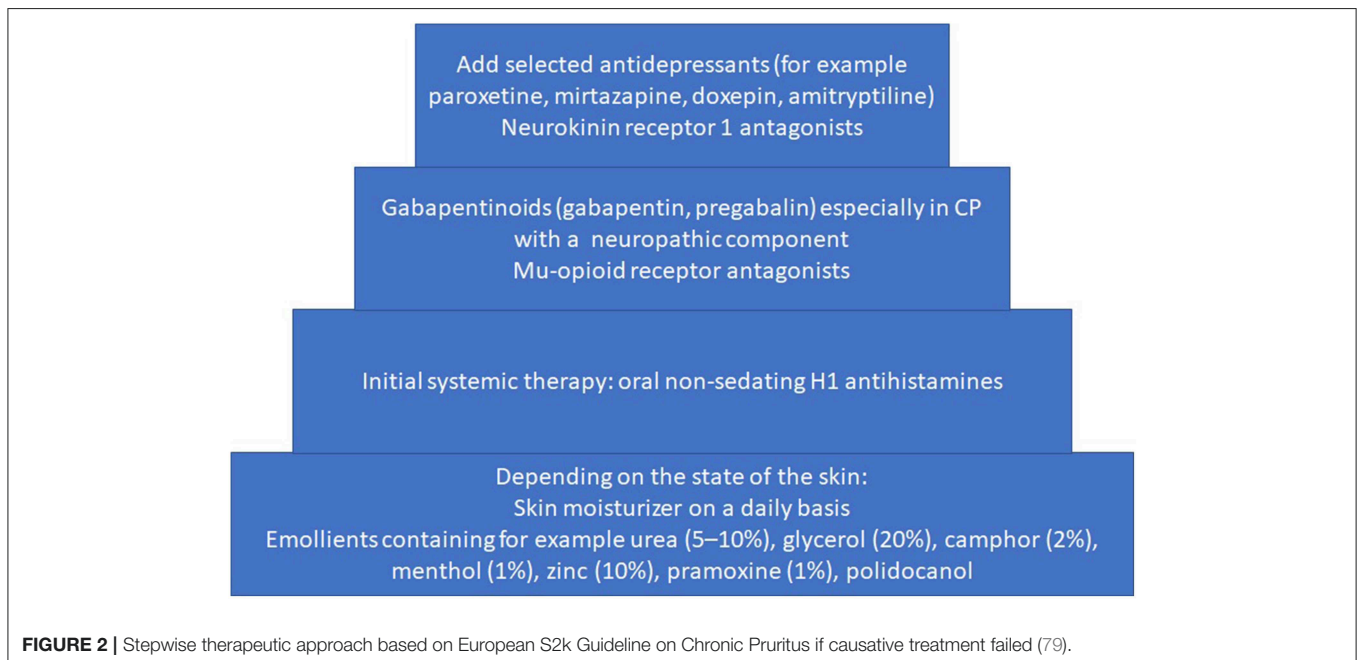 Add selected antidepressants (for example
paroxetine, mirtazapine, doxepin, amitryptiline)
Neurokinin receptor 1 antagonists
Gabapentinoids (gabapentin, pregabalin) especially in CP
with a neuropathic component
Mu-opioid receptor antagonists
Initial systemic therapy: oral non-sedating H1 antihistamines
Depending on the state of the skin:
Skin moisturizer on a daily basis
Emollients containing for example urea (5–10%), glycerol (20%), camphor (2%),
menthol (1%), zinc (10%), pramoxine (1%), polidocanol
FIGURE 2 | Stepwise therapeutic approach based on European S2k Guideline on Chronic Pruritus if causative treatment failed (79).